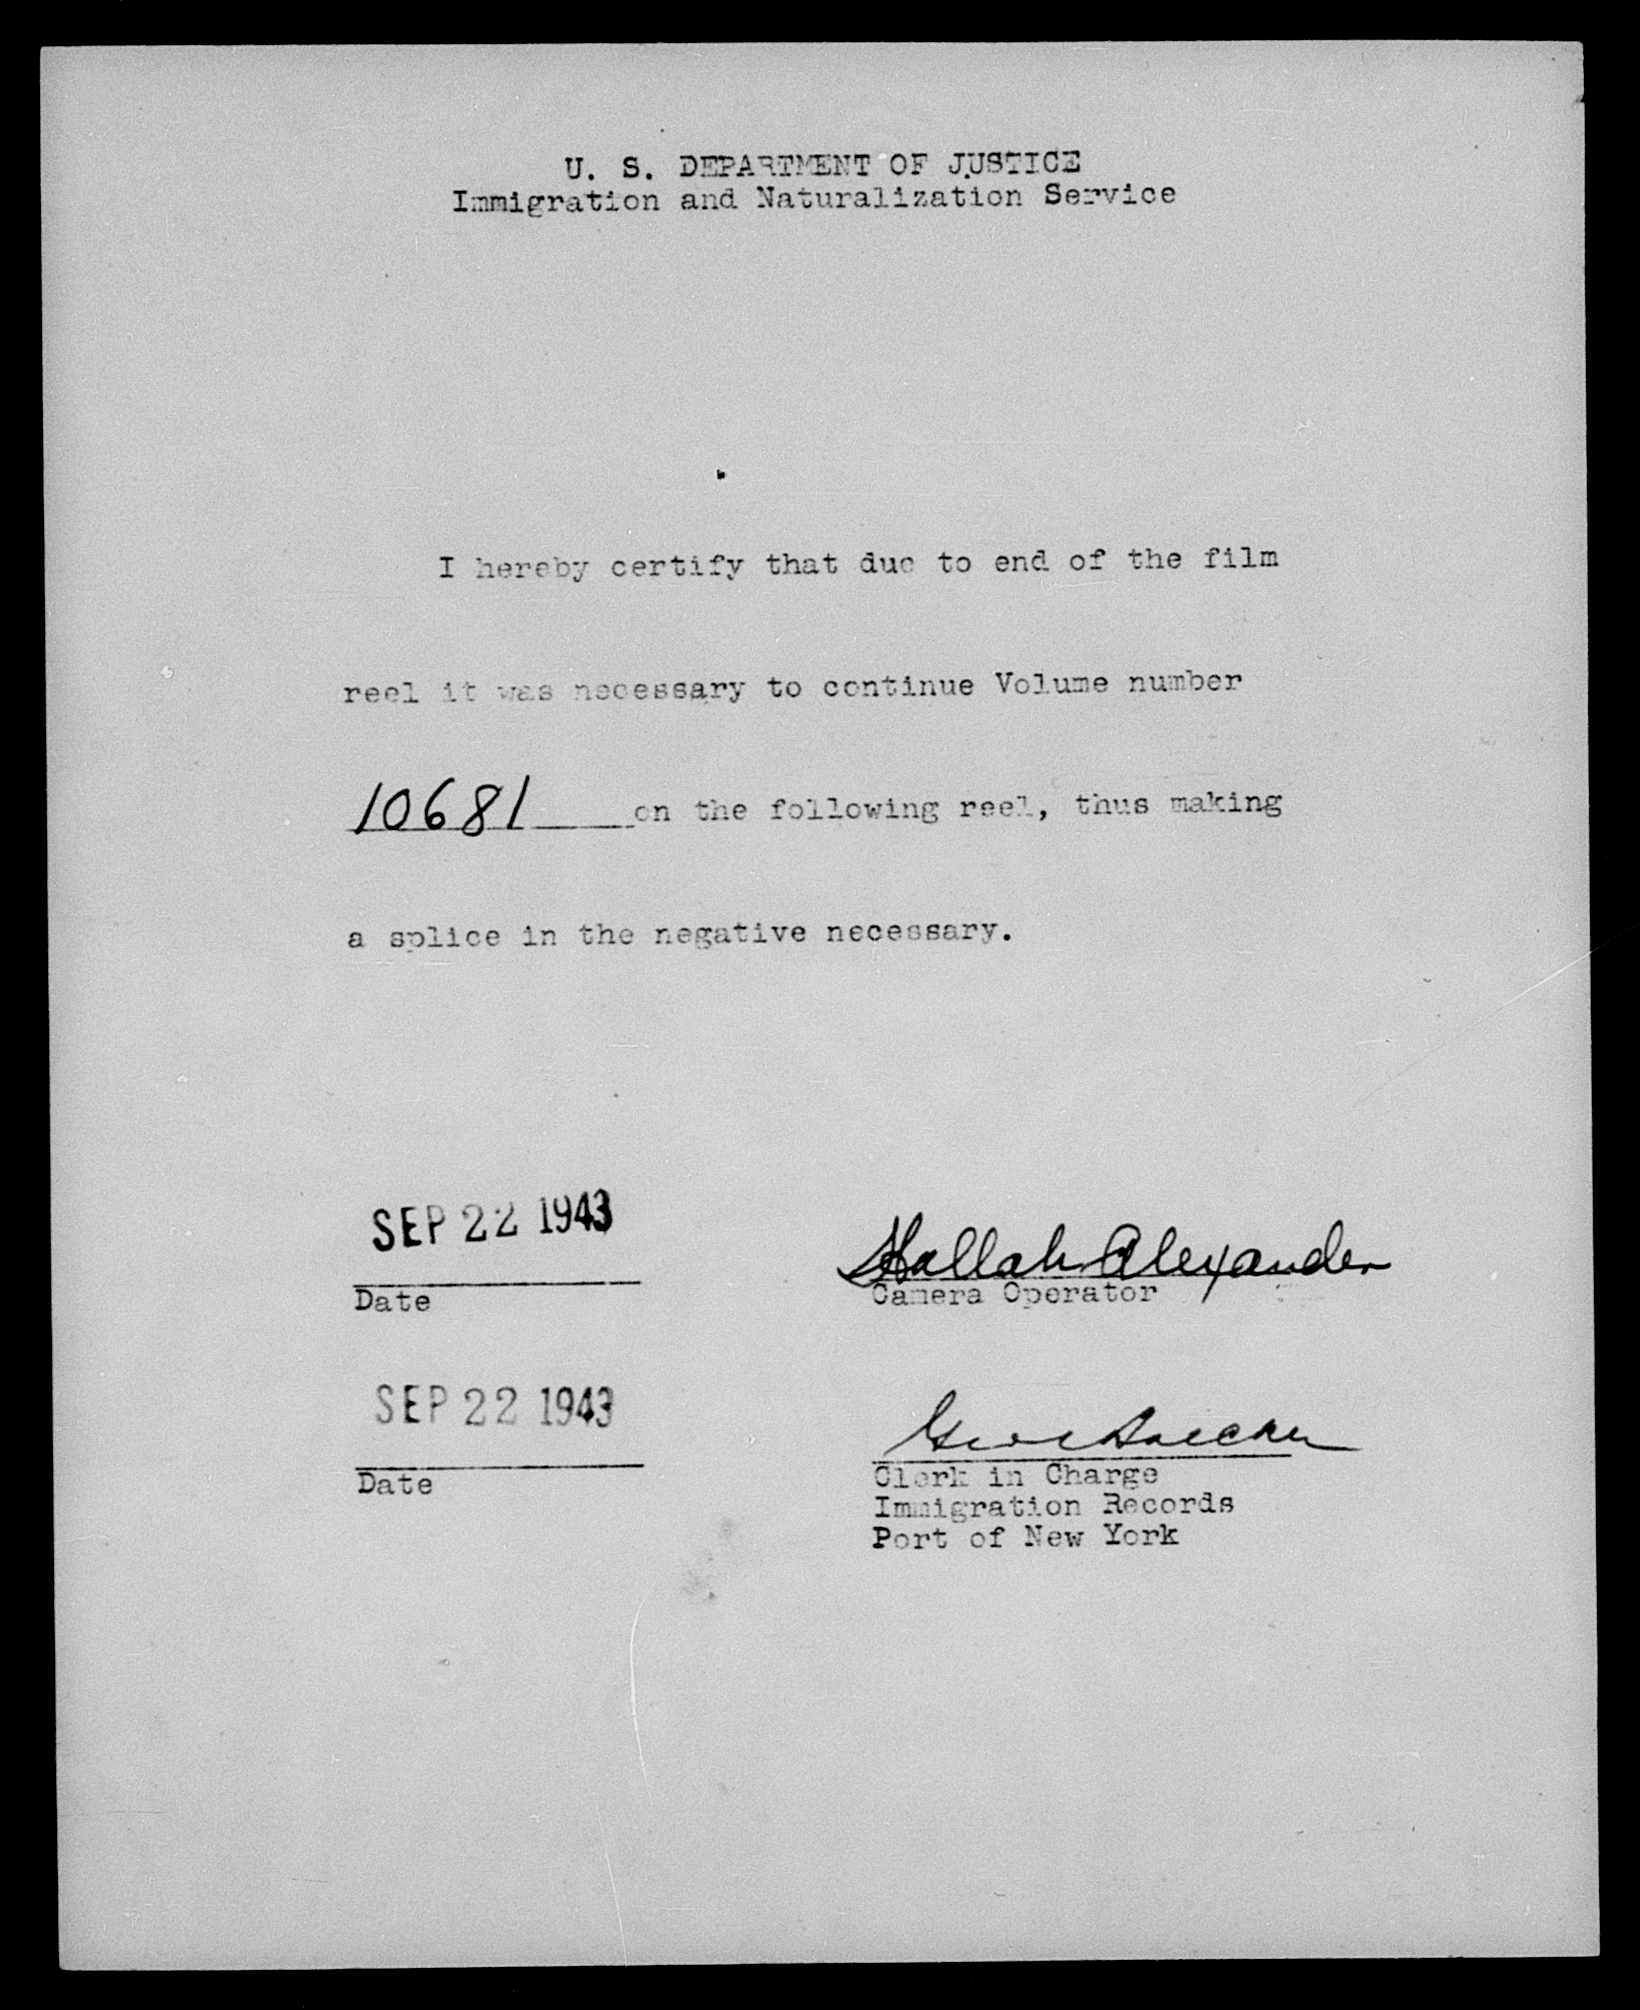 U. S. DEPARTMENT OF JUSTICE
Immigration and Naturalization Service
I hereby certify that due to end of the film
reel it was necessary to continue Volume number
10681 on the following reel, thus making
a splice in the negative necessary.
SEP 22 1943
Date
Hallah Alexander
Camera Operator
SEP 22 1943
Date
Clerk in Charge
Immigration Records
Port of New York